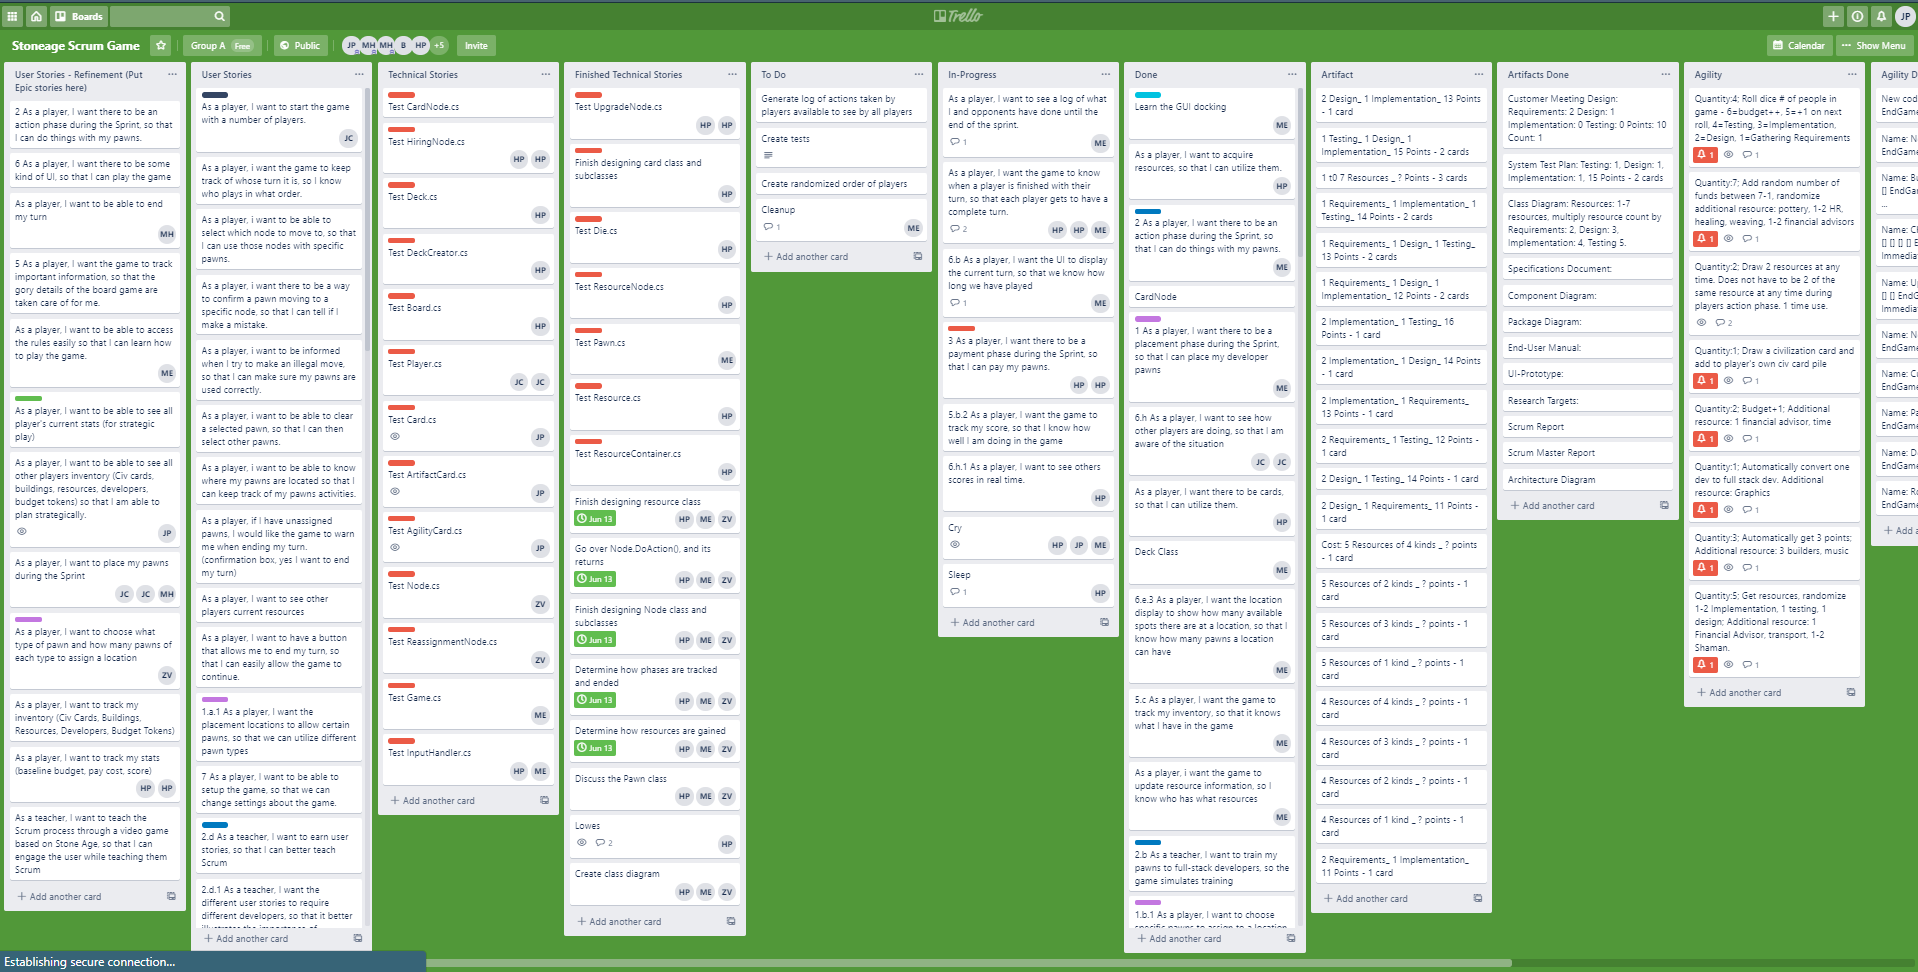 Boards
Trello
JP
Stoneage Scrum Game
Group A
Free
Public
JP
MH
MH
B
HP
+5
Invite
Calendar
Show Menu
User Stories - Refinement (Put
Epic stories here)
2 As a player, I want there to be an
action phase during the Sprint, so that
I can do things with my pawns.
6 As a player, I want there to be some
kind of UI, so that I can play the game
As a player, I want to be able to end
my turn
MH
5 As a player, I want the game to track
important information, so that the
gory details of the board game are
taken care of for me.
As a player, I want to be able to access
the rules easily so that I can learn how
to play the game.
ME
As a player, I want to be able to see all
player's current stats (for strategic
play)
As a player, I want to be able to see all
other players inventory (Civ cards,
buildings, resources, developers,
budget tokens) so that I am able to
plan strategically.
JP
As a player, I want to place my pawns
during the Sprint
JC JC MH
As a player, I want to choose what
type of pawn and how many pawns of
each type to assign a location
ZV
As a player, I want to track my
inventory (Civ Cards, Buildings,
Resources, Developers, Budget Tokens)
As a player, I want to track my stats
(baseline budget, pay cost, score)
HP HP
As a teacher, I want to teach the
Scrum process through a video game
based on Stone Age, so that I can
engage the user while teaching them
Scrum
+ Add another card
User Stories
As a player, i want to start the game
with a number of players.
JC
As a player, i want the game to keep
track of whose turn it is, so I know
who plays in what order.
As a player, i want to be able to
select which node to move to, so that
I can use those nodes with specific
pawns.
As a player, i want there to be a way
to confirm a pawn moving to a
specific node, so that I can tell if I
make a mistake.
As a player, i want to be informed
when I try to make an illegal move,
so that I can make sure my pawns are
used correctly.
As a player, i want to be able to clear
a selected pawn, so that I can then
select other pawns.
As a player, i want to be able to know
where my pawns are located so that I
can keep track of my pawns activities.
As a player, if I have unassigned
pawns, I would like the game to warn
me when ending my turn.
(confirmation box, yes I want to end
my turn)
As a player, I want to see other
players current resources
As a player, I want to have a button
that allows me to end my turn, so
that I can easily allow the game to
continue.
1.a.1 As a player, I want the
placement locations to allow certain
pawns, so that we can utilize different
pawn types
7 As a player, I want to be able to
setup the game, so that we can
change settings about the game.
2.d As a teacher, I want to earn user
stories, so that I can better teach
Scrum
2.d.1 As a teacher, I want the
different user stories to require
different developers, so that it better
illustrates the importance of
+ Add another card
Technical Stories
Test CardNode.cs
Test HiringNode.cs
HP HP
Test Deck.cs
HP
Test DeckCreator.cs
HP
Test Board.cs
HP
Test Player.cs
JC JC
Test Card.cs
JP
Test ArtifactCard.cs
JP
Test AgilityCard.cs
JP
Test Node.cs
ZV
Test ReassignmentNode.cs
ZV
Test Game.cs
ME
Test InputHandler.cs
HP ME
+ Add another card
Finished Technical Stories
Test UpgradeNode.cs
HP HP
Finish designing card class and
subclasses
HP
Test Die.cs
HP
Test ResourceNode.cs
HP
Test Pawn.cs
ME
Test Resource.cs
HP
Test ResourceContainer.cs
HP
Finish designing resource class
Jun 13 HP ME ZV
Go over Node.DoAction(), and its
returns
Jun 13 HP ME ZV
Finish designing Node class and
subclasses
Jun 13 HP ME ZV
Determine how phases are tracked
and ended
Jun 13 HP ME ZV
Determine how resources are gained
Jun 13 HP ME ZV
Discuss the Pawn class
HP ME ZV
Lowes
2 HP
Create class diagram
HP ME ZV
+ Add another card
To Do
Generate log of actions taken by
players available to see by all players
Create tests
Create randomized order of players
Cleanup
1 ME
+ Add another card
In-Progress
As a player, I want to see a log of what
I and opponents have done until the
end of the sprint.
1 ME
As a player, I want the game to know
when a player is finished with their
turn, so that each player gets to have a
complete turn.
2 HP HP ME
6.b As a player, I want the UI to display
the current turn, so that we know how
long we have played
1 ME
3 As a player, I want there to be a
payment phase during the Sprint, so
that I can pay my pawns.
HP HP
5.b.2 As a player, I want the game to
track my score, so that I know how
well I am doing in the game
6.h.1 As a player, I want to see others
scores in real time.
HP
Cry
HP JP ME
Sleep
1 HP
+ Add another card
Done
Learn the GUI docking
ME
As a player, i want to acquire
resources, so that I can utilize them.
HP
2 As a player, I want there to be an
action phase during the Sprint, so
that I can do things with my pawns.
ME
CardNode
1 As a player, I want there to be a
placement phase during the Sprint,
so that I can place my developer
pawns
ME
6.h As a player, I want to see how
other players are doing, so that I am
aware of the situation
JC JC
As a player, i want there to be cards,
so that I can utilize them.
HP
Deck Class
ME
6.e.3 As a player, I want the location
display to show how many available
spots there are at a location, so that I
know how many pawns a location
can have
ME
5.c As a player, I want the game to
track my inventory, so that it knows
what I have in the game
ME
As a player, i want the game to
update resource information, so I
know who has what resources
ME
2.b As a teacher, I want to train my
pawns to full-stack developers, so the
game simulates training
1.b.1 As a player, I want to choose
specific pawns to assign to a location
+ Add another card
Artifact
2 Design_ 1 Implementation_ 13 Points
- 1 card
1 Testing_ 1 Design_ 1
Implementation_ 15 Points - 2 cards
1 t0 7 Resources _ ? Points - 3 cards
1 Requirements_ 1 Implementation_ 1
Testing_ 14 Points - 2 cards
1 Requirements_ 1 Design_ 1 Testing_
13 Points - 2 cards
1 Requirements_ 1 Design_ 1
Implementation_ 12 Points - 2 cards
2 Implementation_ 1 Testing_ 16
Points - 1 card
2 Implementation_ 1 Design_ 14 Points
- 1 card
2 Implementation_ 1 Requirements_
13 Points - 1 card
2 Requirements_ 1 Testing_ 12 Points -
1 card
2 Design_ 1 Testing_ 14 Points - 1 card
2 Design_ 1 Requirements_ 11 Points -
1 card
Cost: 5 Resources of 4 kinds _ ? points
- 1 card
5 Resources of 2 kinds _ ? points - 1
card
5 Resources of 3 kinds _ ? points - 1
card
5 Resources of 1 kind _ ? points - 1
card
4 Resources of 4 kinds _ ? points - 1
card
4 Resources of 3 kinds _ ? points - 1
card
4 Resources of 2 kinds _ ? points - 1
card
4 Resources of 1 kind _ ? points - 1
card
2 Requirements_ 1 Implementation_
11 Points - 1 card
+ Add another card
Artifacts Done
Customer Meeting Design:
Requirements: 2 Design: 1
Implementation: 0 Testing: 0 Points: 10
Count: 1
System Test Plan: Testing: 1, Design: 1,
Implementation: 1, 15 Points - 2 cards
Class Diagram: Resources: 1-7
resources, multiply resource count by
Requirements: 2, Design: 3,
Implementation: 4, Testing 5.
Specifications Document:
Component Diagram:
Package Diagram:
End-User Manual:
UI-Prototype:
Research Targets:
Scrum Report
Scrum Master Report
Architecture Diagram
+ Add another card
Agility
Quantity:4; Roll dice # of people in
game - 6=budget++, 5=+1 on next
roll, 4=Testing, 3=Implementation,
2=Design, 1=Gathering Requirements
1 1
Quantity:7; Add random number of
funds between 7-1, randomize
additional resource: pottery, 1-2 HR,
healing, weaving, 1-2 financial advisors
1 1
Quantity:2; Draw 2 resources at any
time. Does not have to be 2 of the
same resource at any time during
players action phase. 1 time use.
2
Quantity:1; Draw a civilization card and
add to player's own civ card pile
1 1
Quantity:2; Budget+1; Additional
resource: 1 financial advisor, time
1 1
Quantity:1; Automatically convert one
dev to full stack dev. Additional
resource: Graphics
1 1
Quantity:3; Automatically get 3 points;
Additional resource: 3 builders, music
1 1
Quantity:5; Get resources, randomize
1-2 Implementation, 1 testing, 1
design; Additional resource: 1
Financial Advisor, transport, 1-2
Shaman.
1 1
+ Add another card
Agility D
New cod
EndGame
Name: N
EndGame
Name: Bu
[] EndGam
...
Name: Ch
[] [] [] [] E
Immediat
Name: Up
[] [] EndG
Immediat
Name: N
EndGame
Name: Cu
EndGame
Name: Pa
EndGame
Name: Di
EndGame
Name: Ro
EndGame
+ Add
Establishing secure connection...